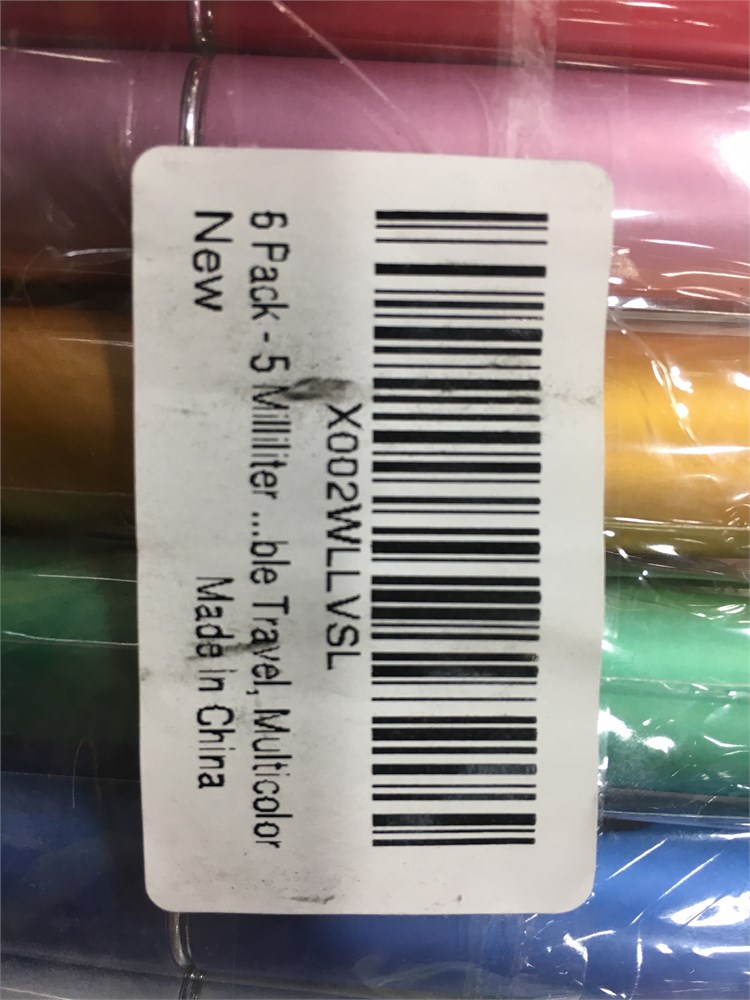 X002WLLVSL
6 Pack - 5 Milliliter ...ble Travel, Multicolor
New
Made in China